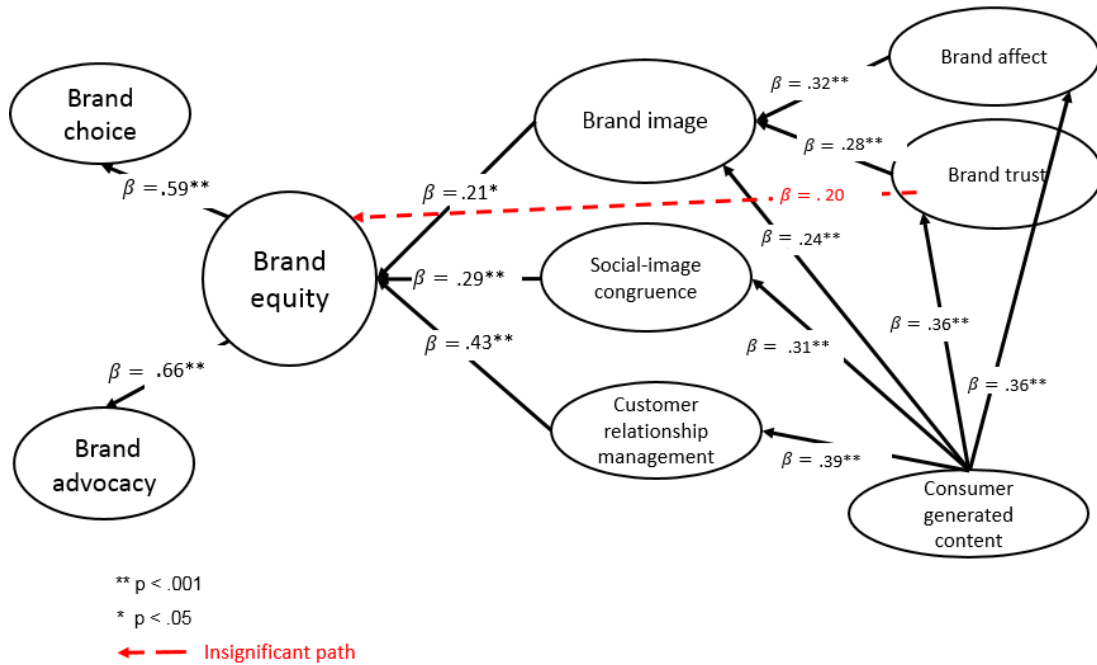 Brand
choice
β =.59**
Brand
equity
β = .66**
Brand
advocacy
Brand image
β =.21*
β = .29**
β =.43**
Social-image
congruence
Customer
relationship
management
Brand affect
β = .32**
β = .28**
Brand trust
β = . 20
β = .24**
β = .31**
β = .36**
β = .36**
β = .39**
Consumer
generated
content
** p < .001
* p < .05
Insignificant path